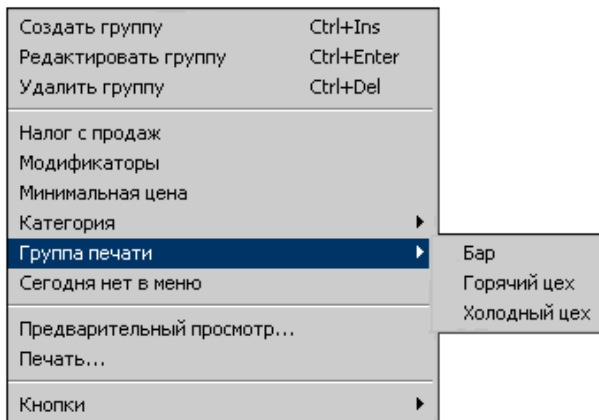 Создать группу Ctrl+Ins
Редактировать группу Ctrl+Enter
Удалить группу Ctrl+Del
Налог с продаж
Модификаторы
Минимальная цена
Категория
Группа печати
Сегодня нет в меню
Предварительный просмотр...
Печать...
Кнопки
Бар
Горячий цех
Холодный цех